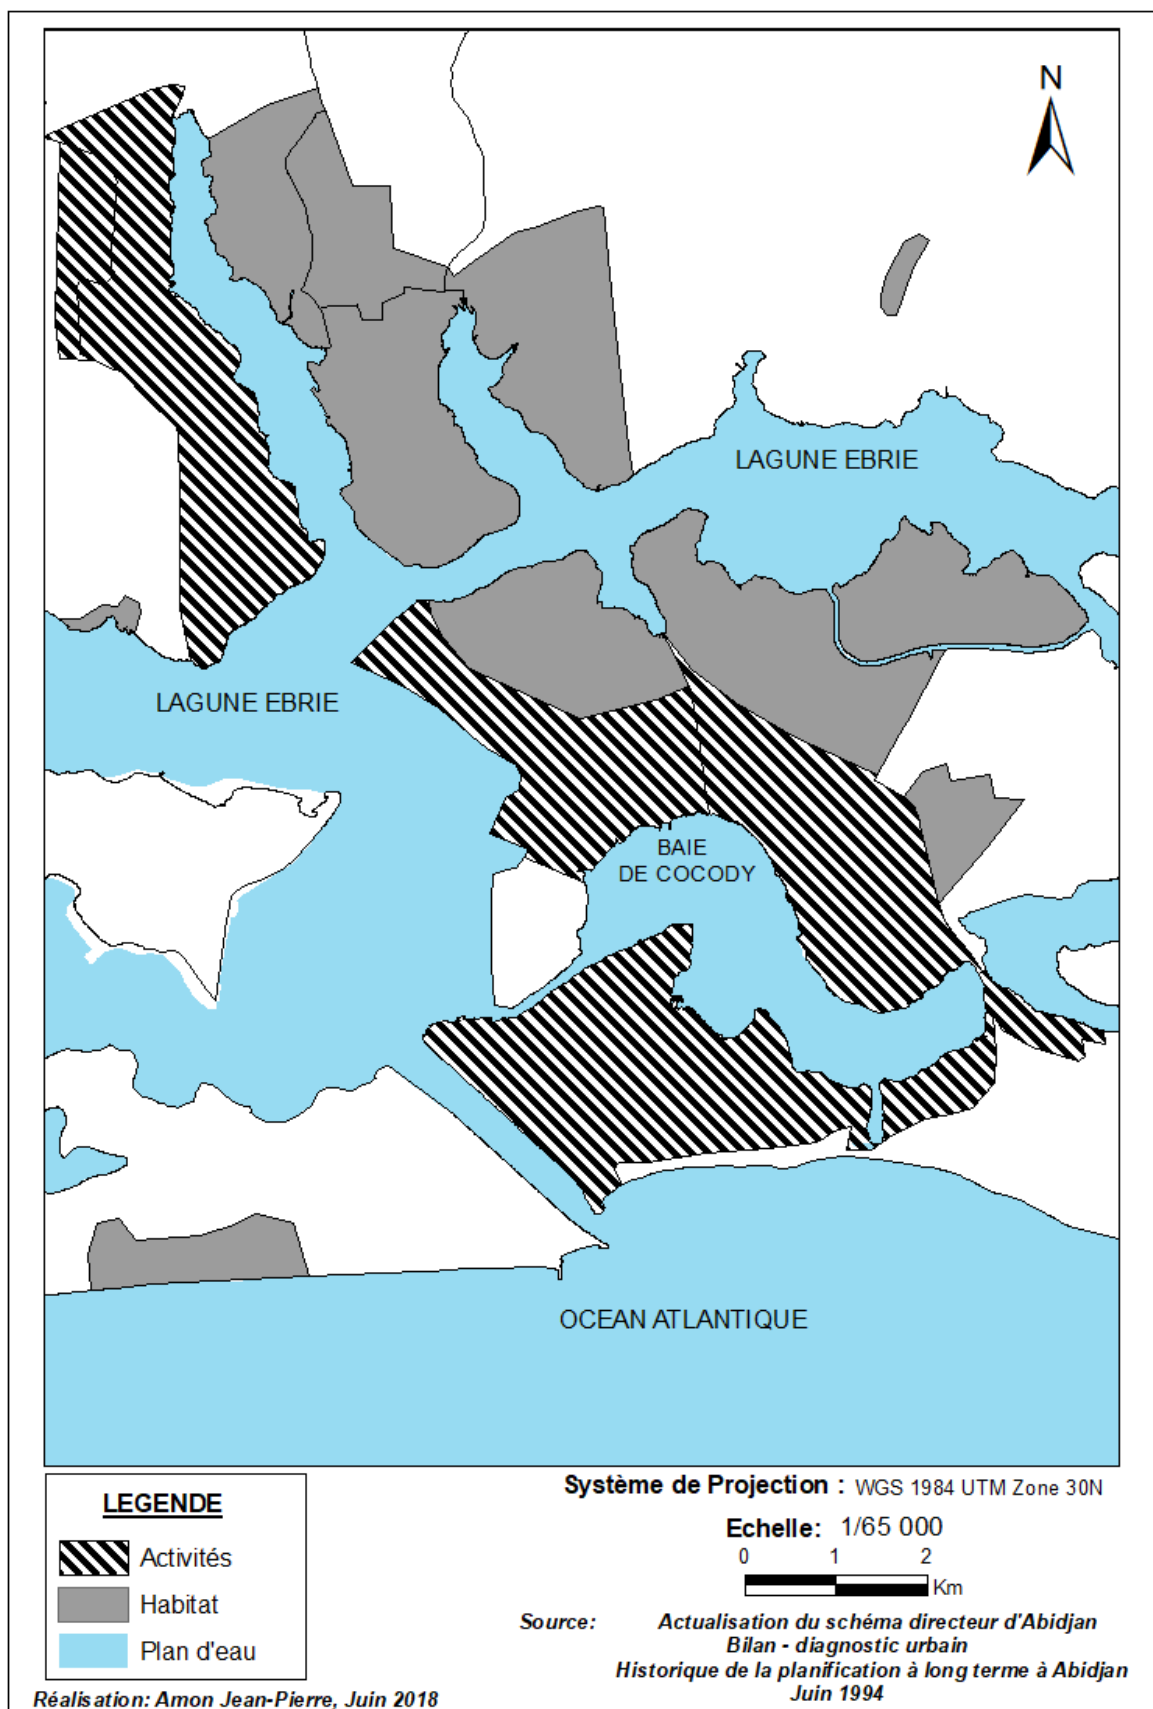 N
LAGUNE EBRIE
LAGUNE EBRIE
BAIE
DE COCODY
OCEAN ATLANTIQUE
LEGENDE
Activités
Habitat
Plan d'eau
Système de Projection : WGS 1984 UTM Zone 30N
Echelle: 1/65 000
0 1 2
Km
Source: Actualisation du schéma directeur d'Abidjan
Bilan - diagnostic urbain
Historique de la planification à long terme à Abidjan
Juin 1994
Réalisation: Amon Jean-Pierre, Juin 2018